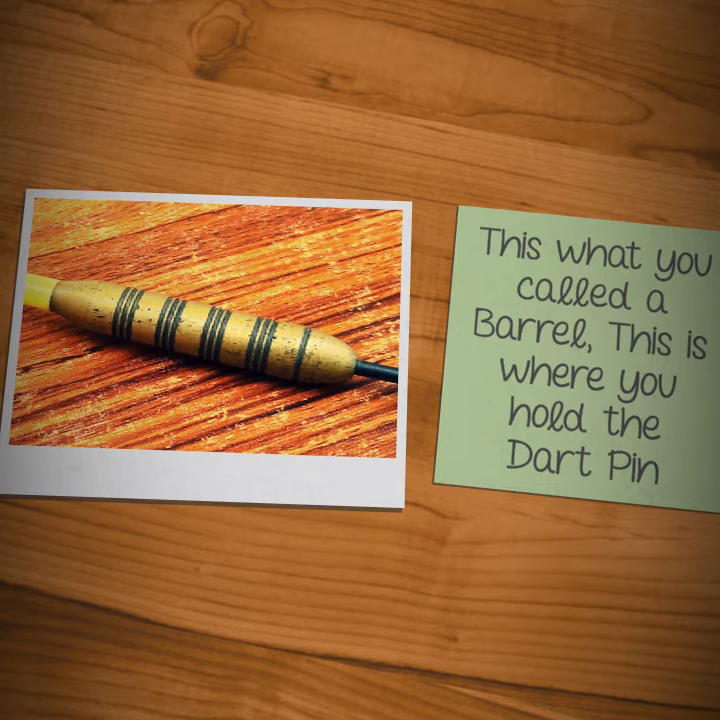 This what you
called a
Barrel, This is
where you
hold the
Dart Pin